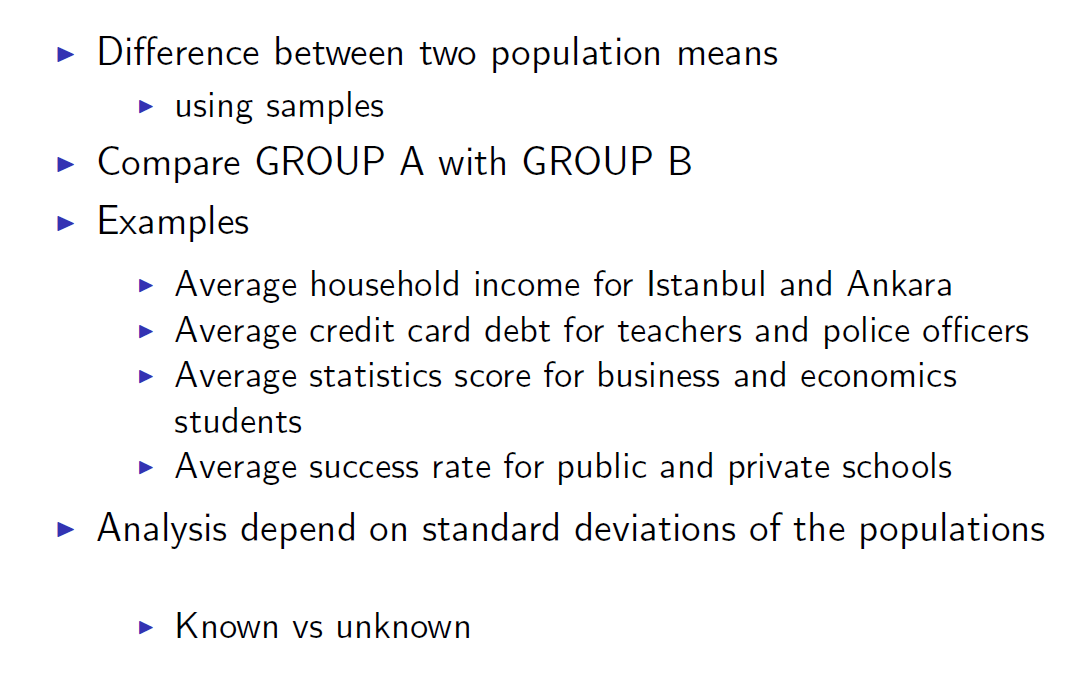 Difference between two population means
using samples
Compare GROUP A with GROUP B
Examples
Average household income for Istanbul and Ankara
Average credit card debt for teachers and police officers
Average statistics score for business and economics
students
Average success rate for public and private schools
Analysis depend on standard deviations of the populations
Known vs unknown